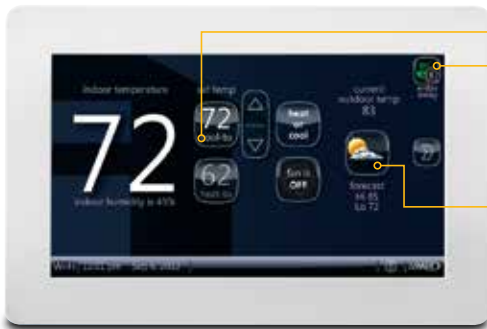 indoor temperature
72
indoor humidity is 45%
set temp
72
cool-to
62
heat-to
heat
or
cool
fan is
OFF
current
outdoor temp
83
forecast
Hi 85
Lo 72
away